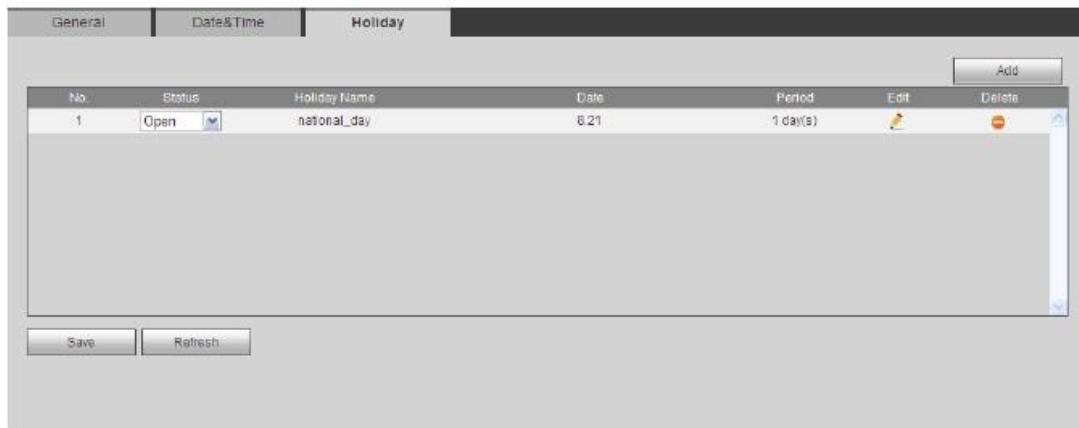 General Date&Time Holiday
Add
No. Status Holiday Name Date Period Edit Delete
1 Open national_day 8.21 1 day(s)
Save Refresh